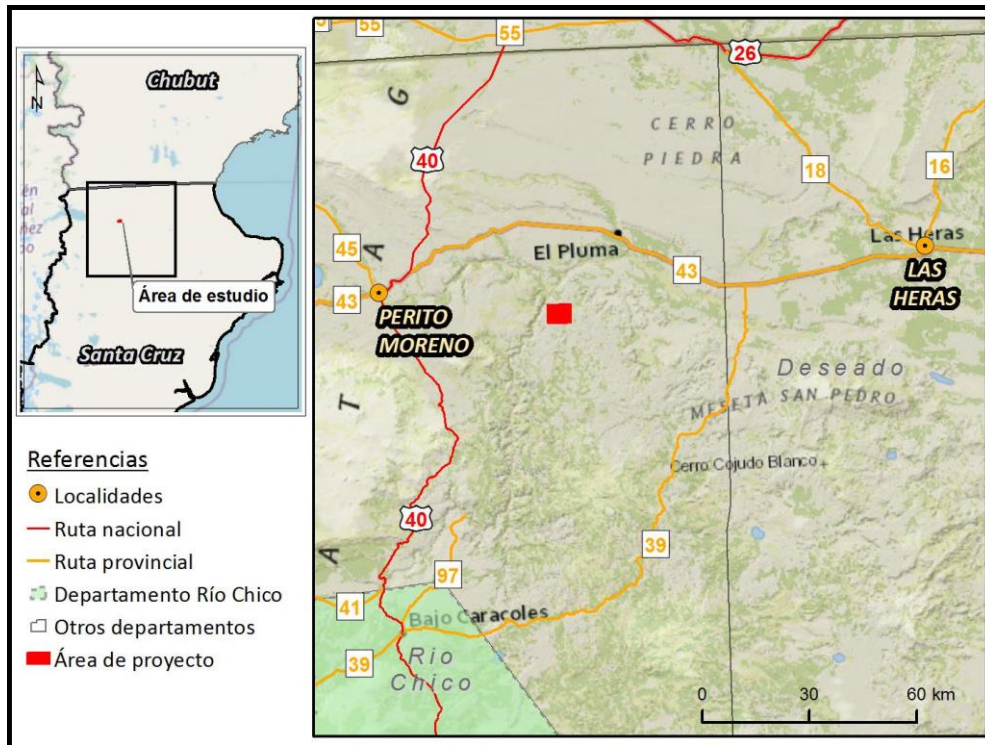 Chubut
N
Área de estudio
Santa Cruz
Referencias
Localidades
Ruta nacional
Ruta provincial
Departamento Río Chico
Otros departamentos
Área de proyecto
55
55
26
G
CERRO
PIEDRA
40
18
16
A
45
El Pluma
Las Heras
43
43
PERITO
MORENO
LAS
HERAS
T
Deseado
MESETA SAN PEDRO
Cerro Cojudo Blanco
40
A
39
97
41
Bajo Caracoles
39
Rio
Chico
0 30 60 km